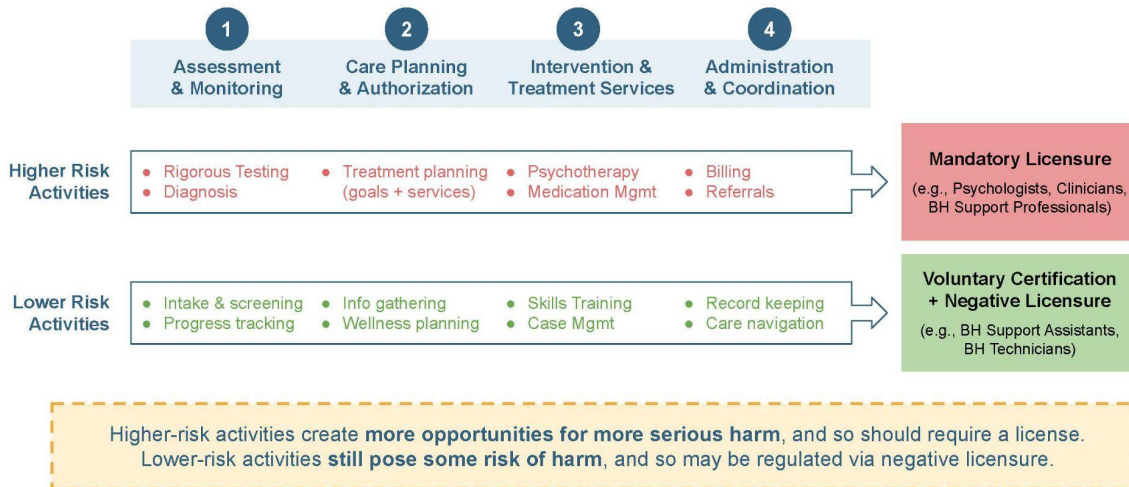 1 2 3 4
Assessment & Monitoring
Care Planning & Authorization
Intervention & Treatment Services
Administration & Coordination
Higher Risk Activities
● Rigorous Testing
● Diagnosis
● Treatment planning
(goals + services)
● Psychotherapy
● Medication Mgmt
● Billing
● Referrals
Mandatory Licensure
(e.g., Psychologists, Clinicians,
BH Support Professionals)
Lower Risk Activities
● Intake & screening
● Progress tracking
● Info gathering
● Wellness planning
● Skills Training
● Case Mgmt
● Record keeping
● Care navigation
Voluntary Certification
+ Negative Licensure
(e.g., BH Support Assistants,
BH Technicians)
Higher-risk activities create more opportunities for more serious harm, and so should require a license.
Lower-risk activities still pose some risk of harm, and so may be regulated via negative licensure.